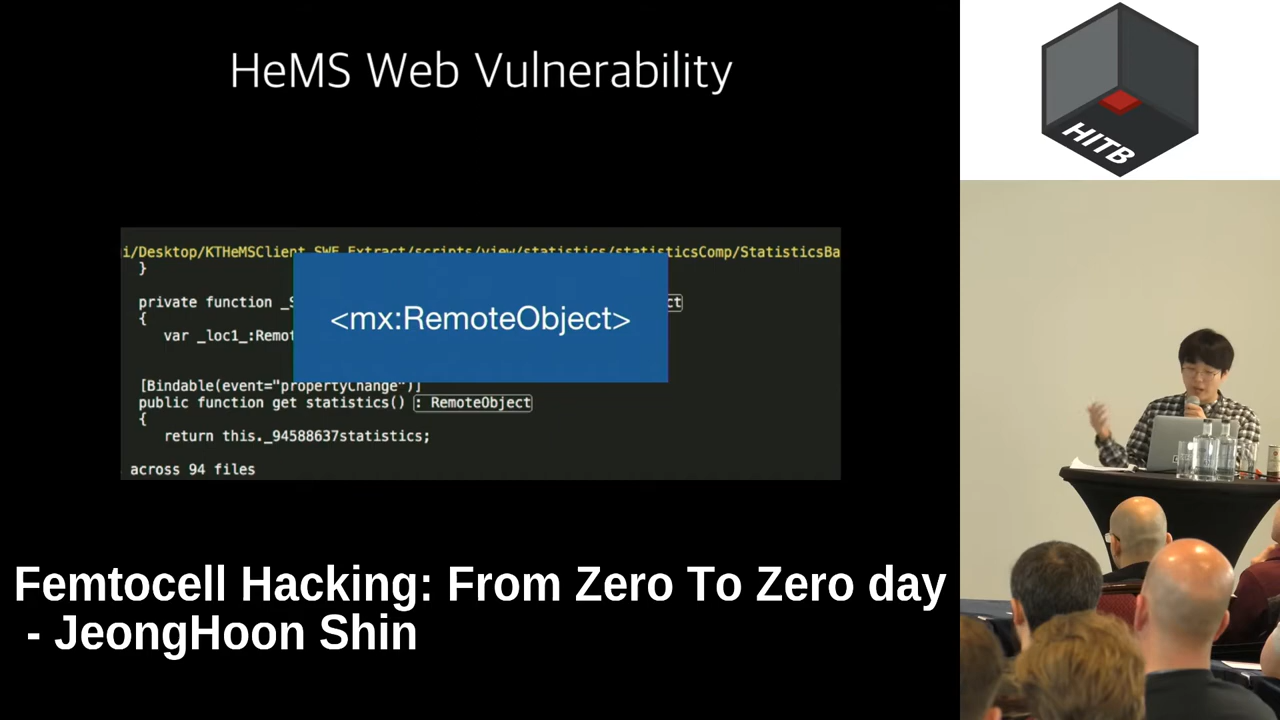 HeMS Web Vulnerability
HITB
i/Desktop/KTHeMSClient_SWF_Extract/scripts/view/statistics/statisticsComp/StatisticsBa
}
private function _S
ct
{
var _loc1_:Remot
<mx:RemoteObject>
[Bindable(event="propertyChange")]
public function get statistics() : RemoteObject
{
return this._94588637statistics;
across 94 files
Femtocell Hacking: From Zero To Zero day
- JeongHoon Shin